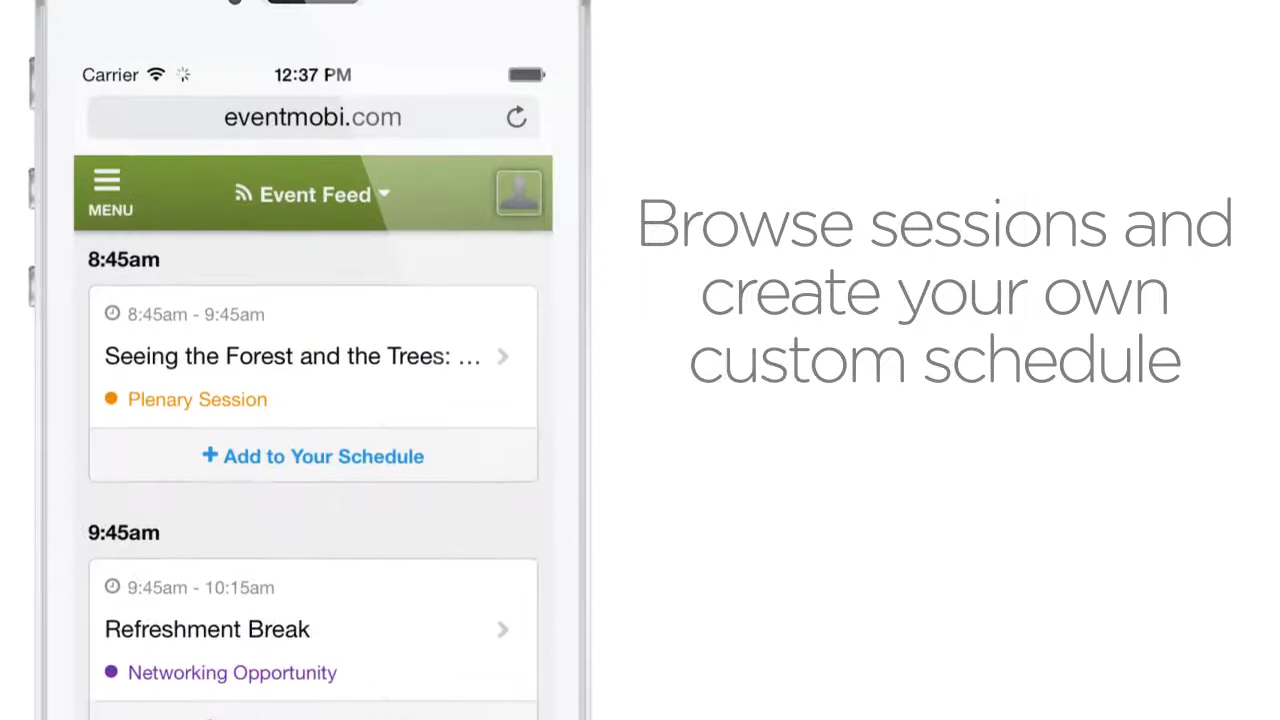 Carrier 12:37 PM
eventmobi.com
MENU
Event Feed
8:45am
8:45am - 9:45am
Seeing the Forest and the Trees: ...
Plenary Session
+ Add to Your Schedule
9:45am
9:45am - 10:15am
Refreshment Break
Networking Opportunity
Browse sessions and
create your own
custom schedule